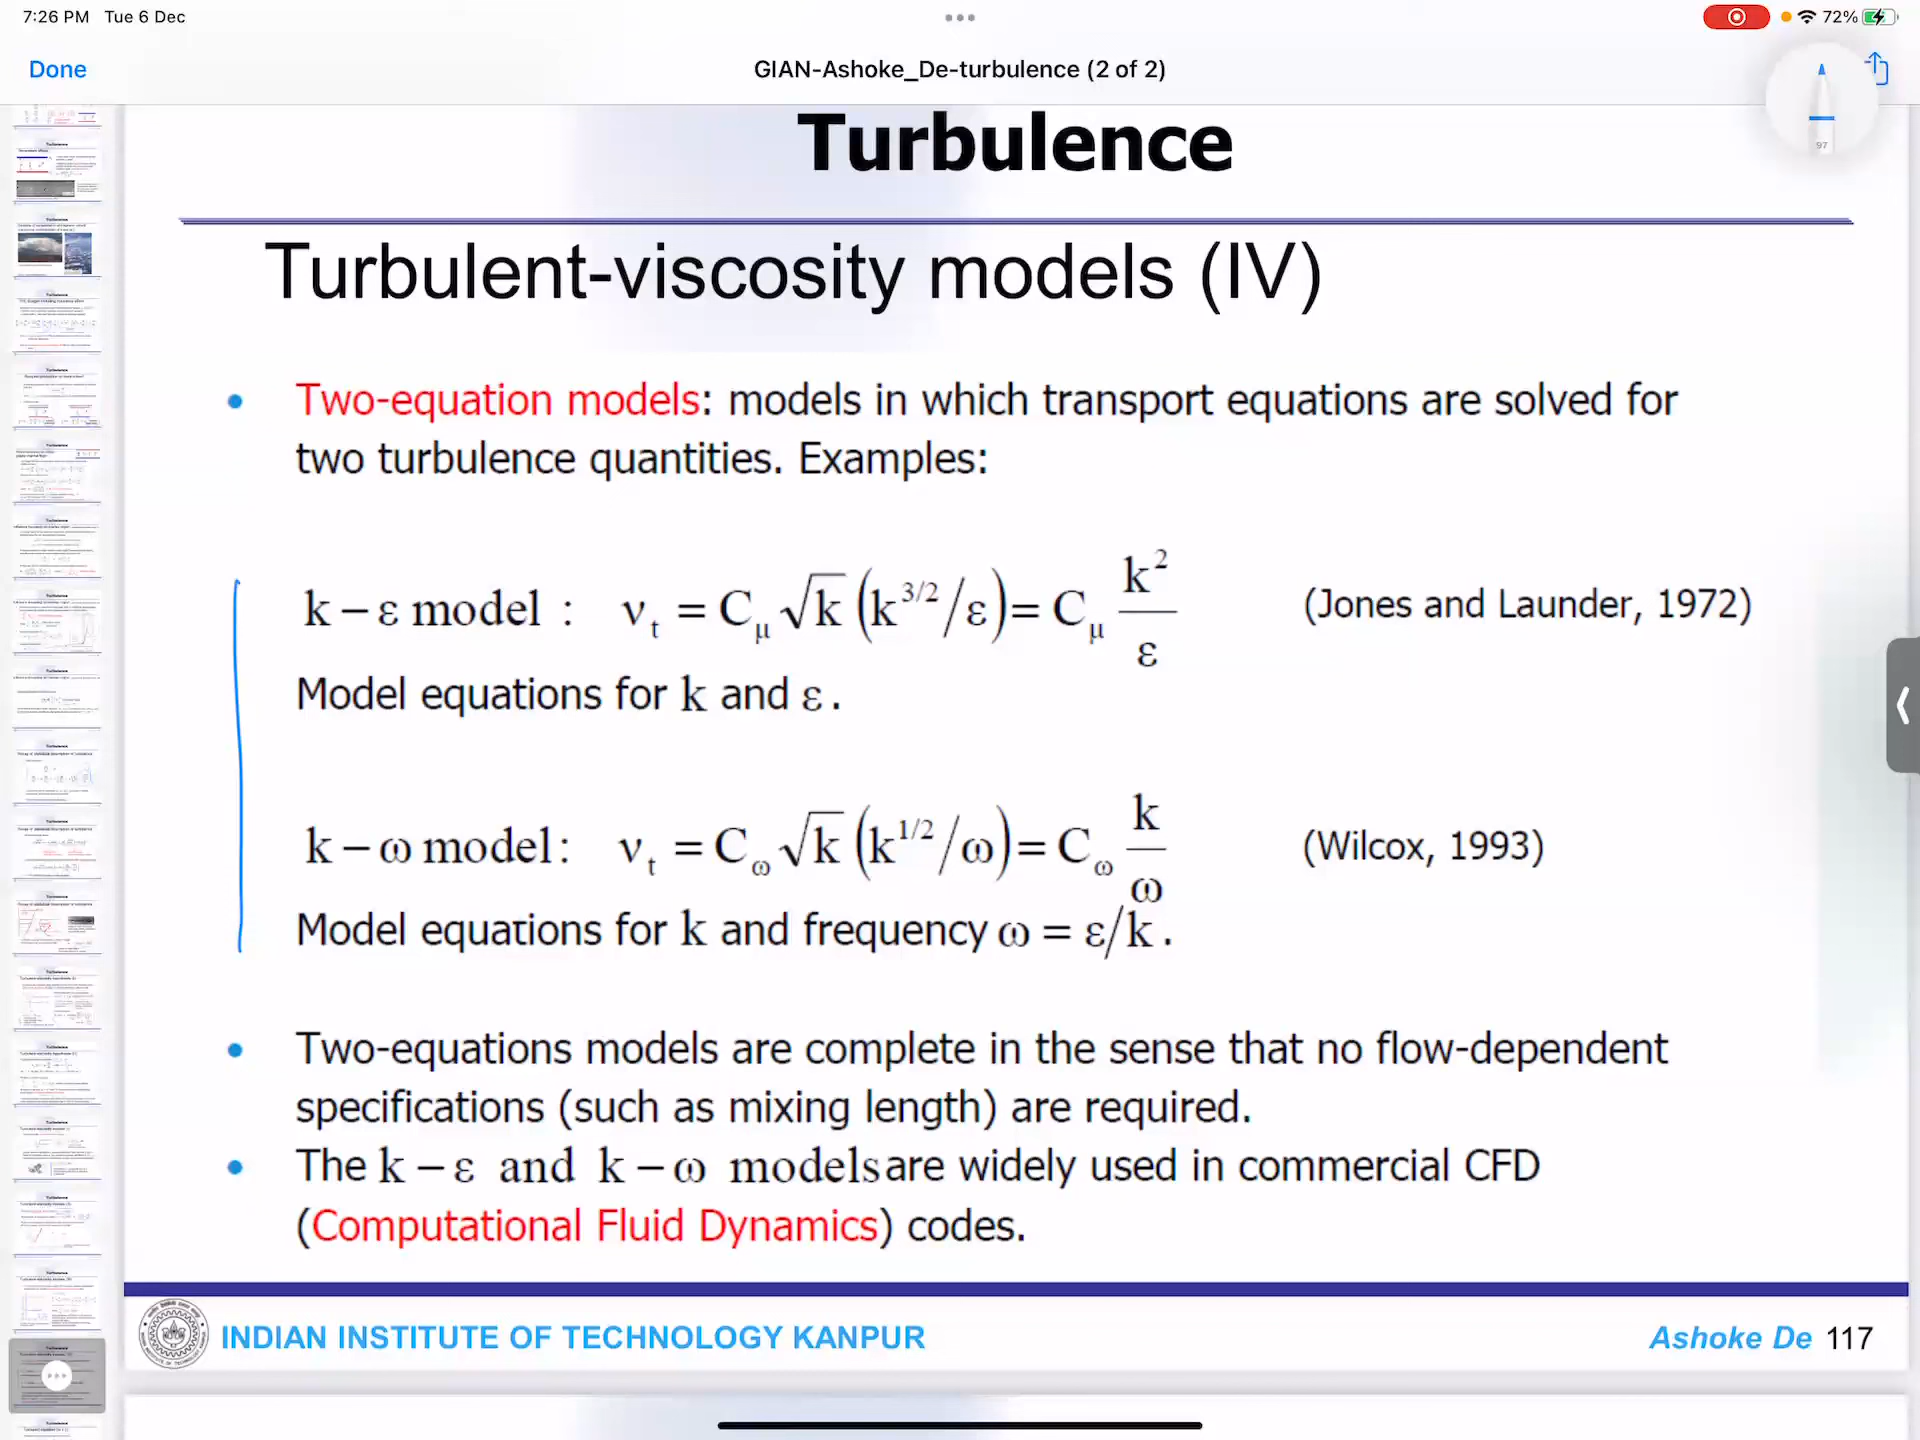 7:26 PM Tue 6 Dec
72%
Done
GIAN-Ashoke_De-turbulence (2 of 2)
97
Turbulence
Turbulent-viscosity models (IV)
• Two-equation models: models in which transport equations are solved for
two turbulence quantities. Examples:
k – ε model : ν_t = C_μ √k (k^{3/2}/ε) = C_μ k²/ε (Jones and Launder, 1972)
Model equations for k and ε.
k – ω model: ν_t = C_ω √k (k^{1/2}/ω) = C_ω k/ω (Wilcox, 1993)
Model equations for k and frequency ω = ε/k.
• Two-equations models are complete in the sense that no flow-dependent
specifications (such as mixing length) are required.
• The k – ε and k – ω models are widely used in commercial CFD
(Computational Fluid Dynamics) codes.
INDIAN INSTITUTE OF TECHNOLOGY KANPUR
Ashoke De 117